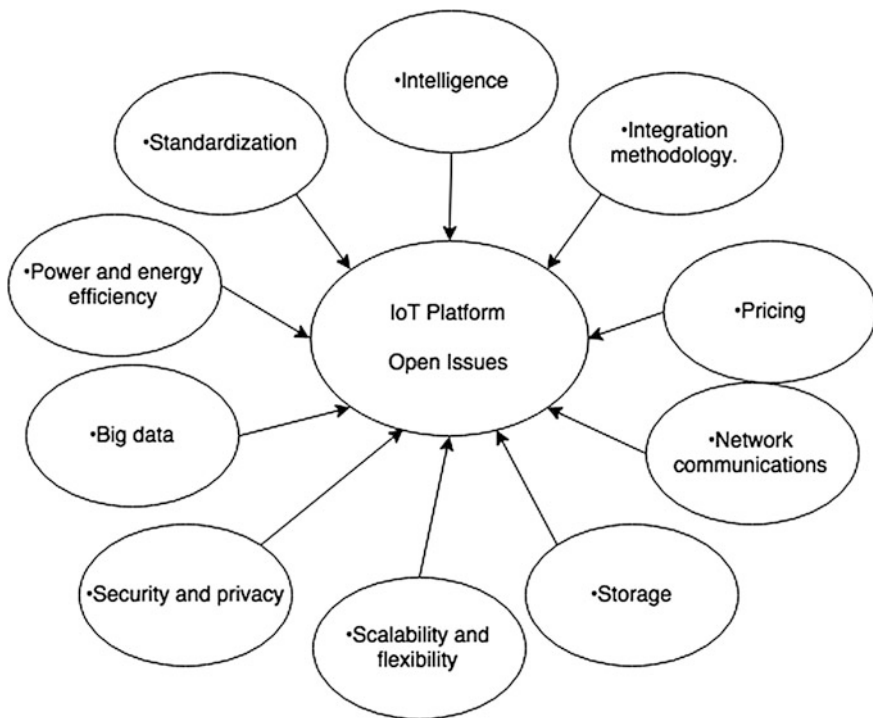 •Intelligence
•Standardization
•Integration
methodology.
•Power and energy
efficiency
IoT Platform
Open Issues
•Pricing
•Big data
•Network
communications
•Security and privacy
•Storage
•Scalability and
flexibility